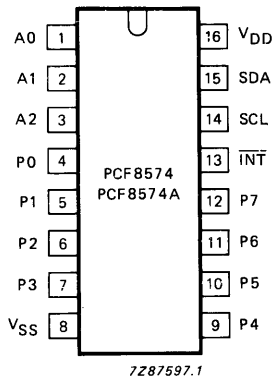 A0 1 16 VDD
A1 2 15 SDA
A2 3 14 SCL
P0 4 13 INT
PCF8574
PCF8574A
P1 5 12 P7
P2 6 11 P6
P3 7 10 P5
VSS 8 9 P4
7Z87597.1